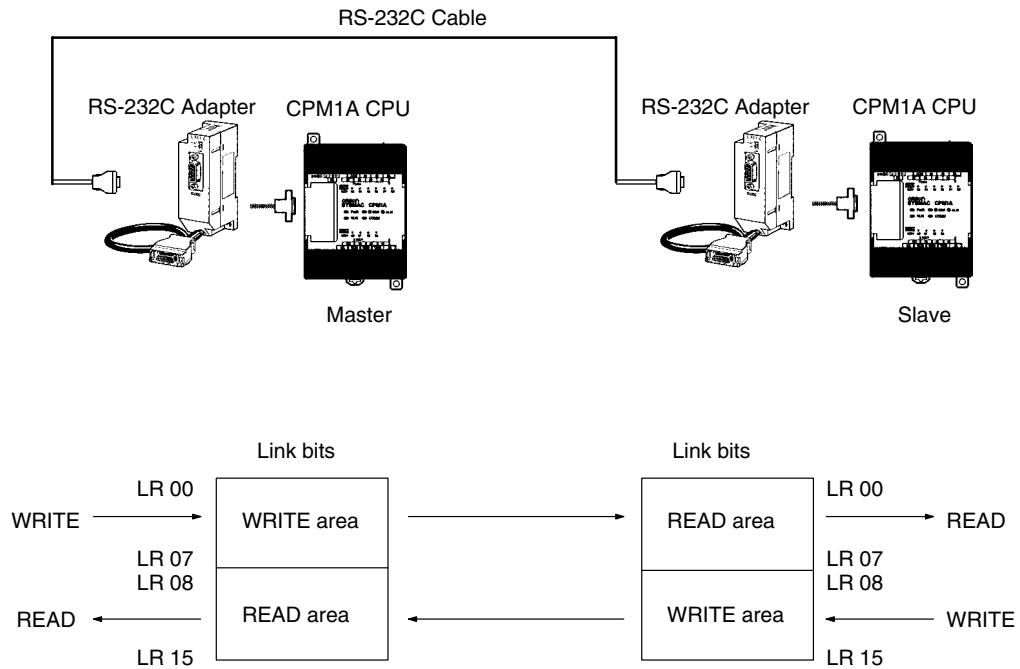 RS-232C Cable
RS-232C Adapter CPM1A CPU RS-232C Adapter CPM1A CPU
Master Slave
Link bits Link bits
LR 00 LR 00
WRITE WRITE area READ area READ
LR 07 LR 07
LR 08 LR 08
READ READ area WRITE area WRITE
LR 15 LR 15